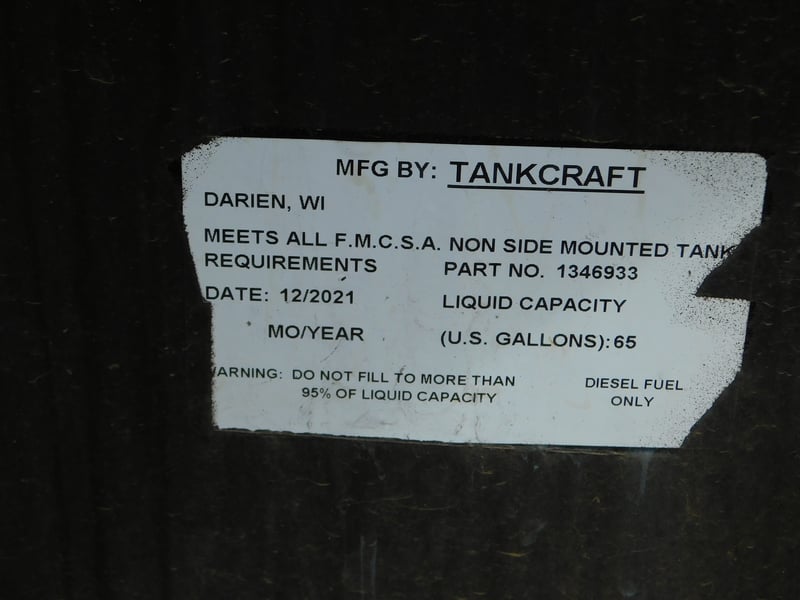 MFG BY: TANKCRAFT
DARIEN, WI
MEETS ALL F.M.C.S.A. NON SIDE MOUNTED TANK
REQUIREMENTS PART NO. 1346933
DATE: 12/2021 LIQUID CAPACITY
MO/YEAR (U.S. GALLONS): 65
WARNING: DO NOT FILL TO MORE THAN DIESEL FUEL
95% OF LIQUID CAPACITY ONLY